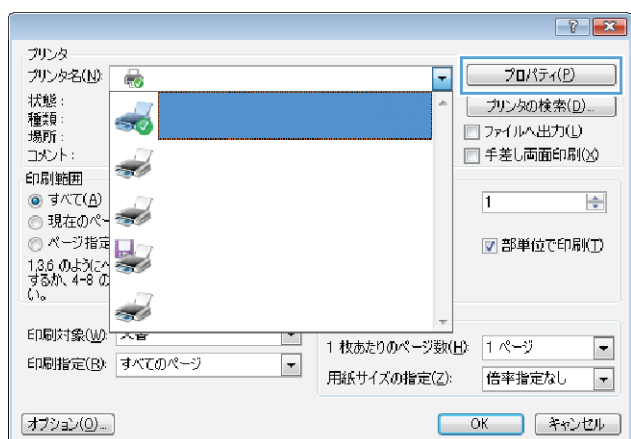 プリンタ
プリンタ名(N):
プロパティ(P)
状態：
プリンタの検索(D)...
種類：
ファイルへ出力(L)
場所：
コメント：
手差し両面印刷(X)
印刷範囲
すべて(A)
1
現在のペー
ページ指定
部単位で印刷(T)
1,3,6 のようにペ
するか、4-8 の
い。
印刷対象(W):
1 枚あたりのページ数(H):
1 ページ
印刷指定(R):
すべてのページ
用紙サイズの指定(Z):
倍率指定なし
オプション(O)...
OK
キャンセル